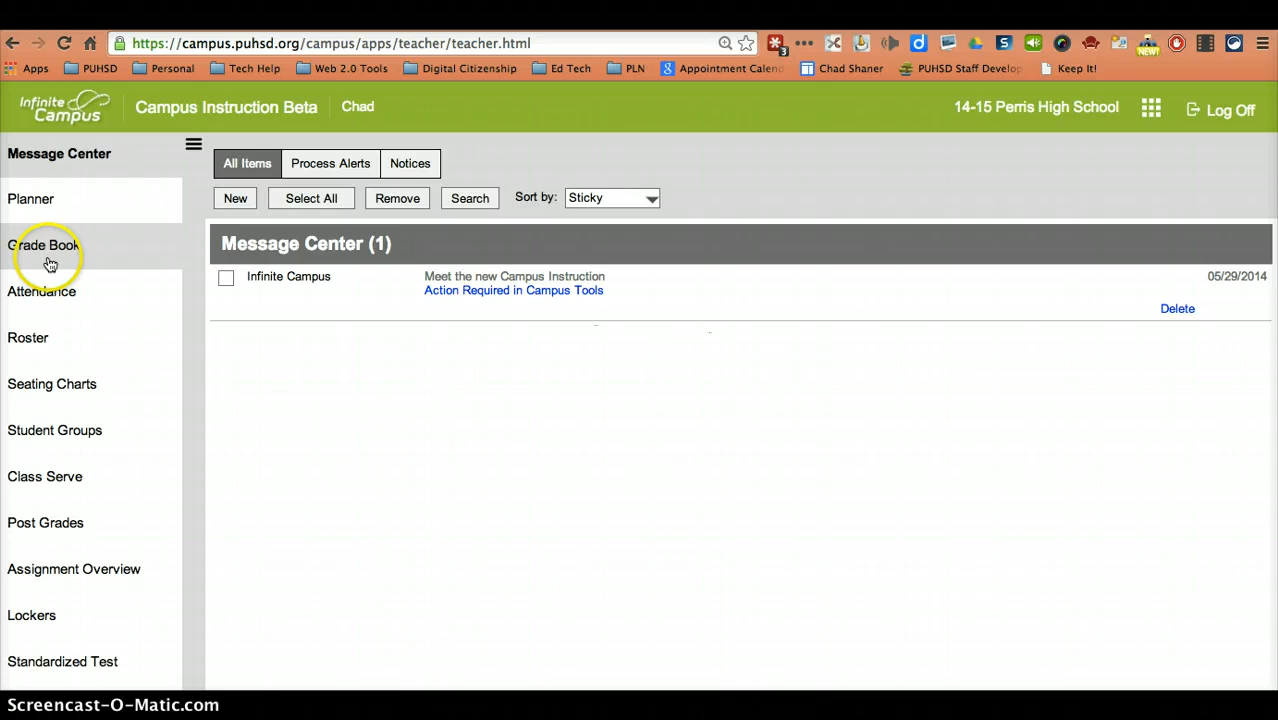 https://campus.puhsd.org/campus/apps/teacher/teacher.html
3
NEW!
Apps PUHSD Personal Tech Help Web 2.0 Tools Digital Citizenship Ed Tech PLN Appointment Calend Chad Shaner PUHSD Staff Develop Keep It!
Infinite Campus Campus Instruction Beta Chad 14-15 Perris High School Log Off
Message Center
All Items Process Alerts Notices
Planner
New Select All Remove Search Sort by: Sticky
Grade Book
Message Center (1)
Infinite Campus Meet the new Campus Instruction 05/29/2014
Action Required in Campus Tools
Delete
Attendance
Roster
Seating Charts
Student Groups
Class Serve
Post Grades
Assignment Overview
Lockers
Standardized Test
Screencast-O-Matic.com